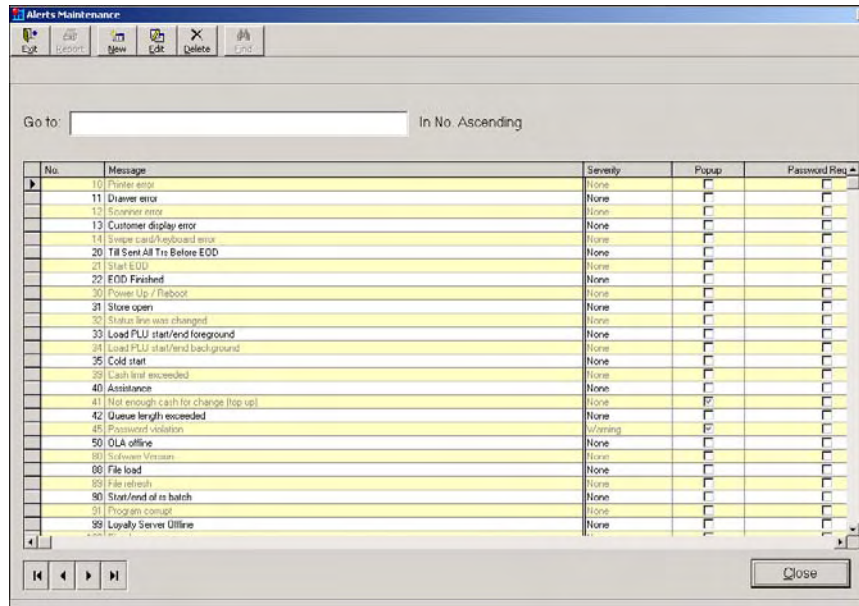 Alerts Maintenance
Exit Report New Edit Delete Find
Go to: In No. Ascending
No. Message Severity Popup Password Req
10 Printer error None
11 Drawer error None
12 Scanner error None
13 Customer display error None
14 Swipe card/keyboard error None
20 Till Sent All Trs Before EOD None
21 Start EOD None
22 EOD Finished None
30 Power Up / Reboot None
31 Store open None
32 Status line was changed None
33 Load PLU start/end foreground None
34 Load PLU start/end background None
35 Cold start None
39 Cash limit exceeded None
40 Assistance None
41 Not enough cash for change (top up) None
42 Queue length exceeded None
45 Password violation Warning
50 OLA offline None
80 Software Version None
88 File load None
89 File refresh None
90 Start/end of rs batch None
91 Program corrupt None
99 Loyally Server Offline None
Close